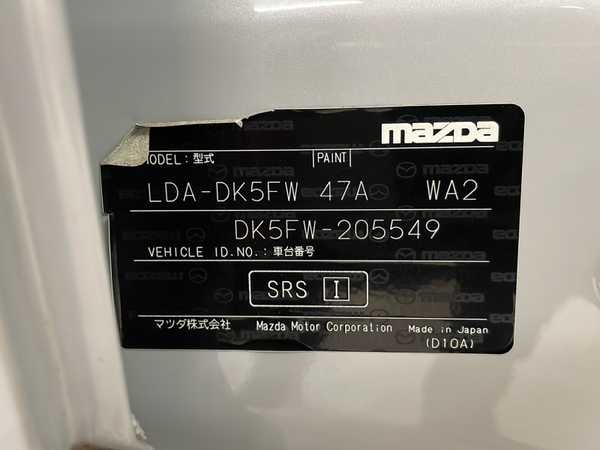 mazda
MODEL: 型式 PAINT
LDA-DK5FW 47A WA2
DK5FW-205549
VEHICLE ID.NO.: 車台番号
SRS I
マツダ株式会社 Mazda Motor Corporation Made in Japan
(D10A)